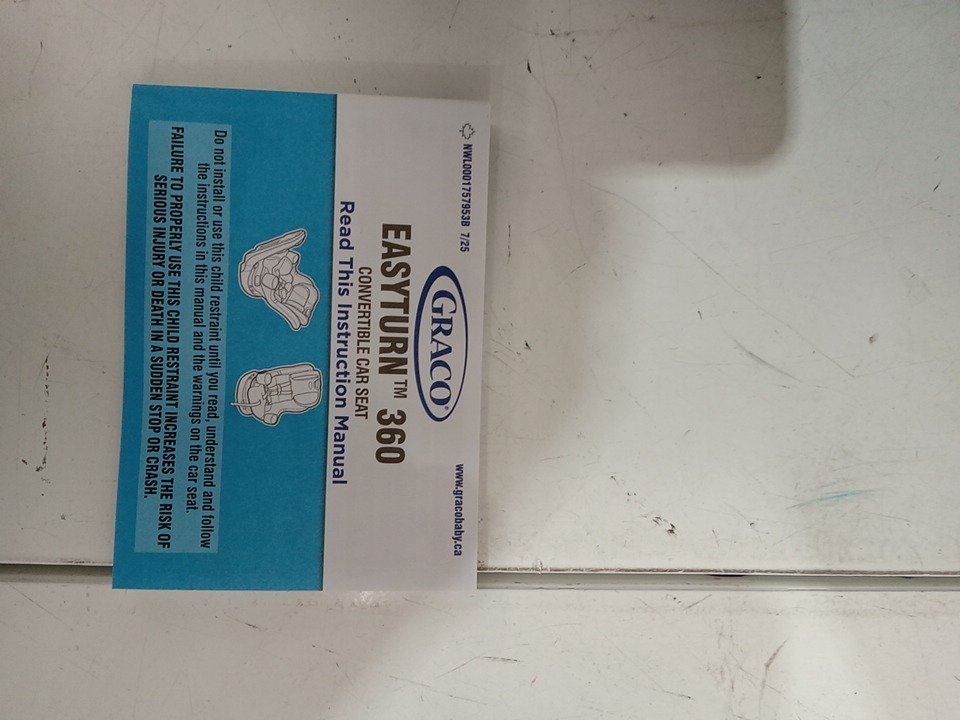 NWL0001757953B 7/25
www.gracobaby.ca
GRACO®
EASYTURN™ 360
CONVERTIBLE CAR SEAT
Read This Instruction Manual
Do not install or use this child restraint until you read, understand and follow
the instructions in this manual and the warnings on the car seat.
FAILURE TO PROPERLY USE THIS CHILD RESTRAINT INCREASES THE RISK OF
SERIOUS INJURY OR DEATH IN A SUDDEN STOP OR CRASH.